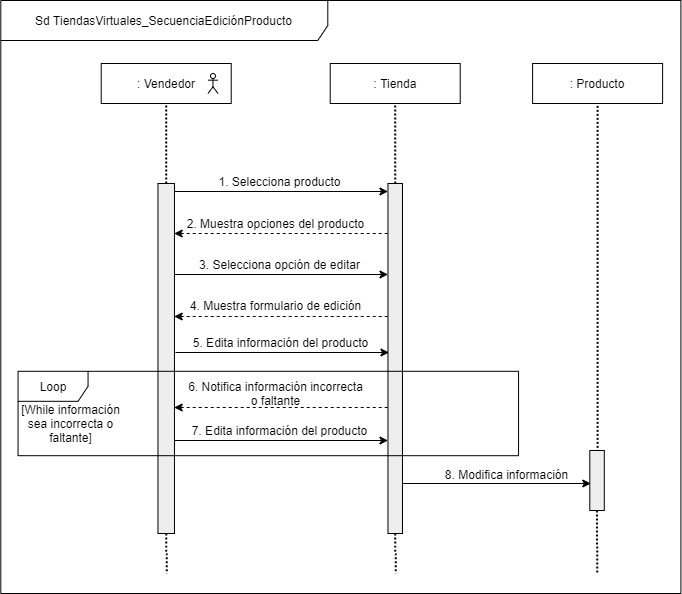 Sd TiendasVirtuales_SecuenciaEdiciónProducto
: Vendedor
: Tienda
: Producto
1. Selecciona producto
2. Muestra opciones del producto
3. Selecciona opción de editar
4. Muestra formulario de edición
5. Edita información del producto
Loop
6. Notifica información incorrecta
o faltante
[While información
sea incorrecta o
faltante]
7. Edita información del producto
8. Modifica información